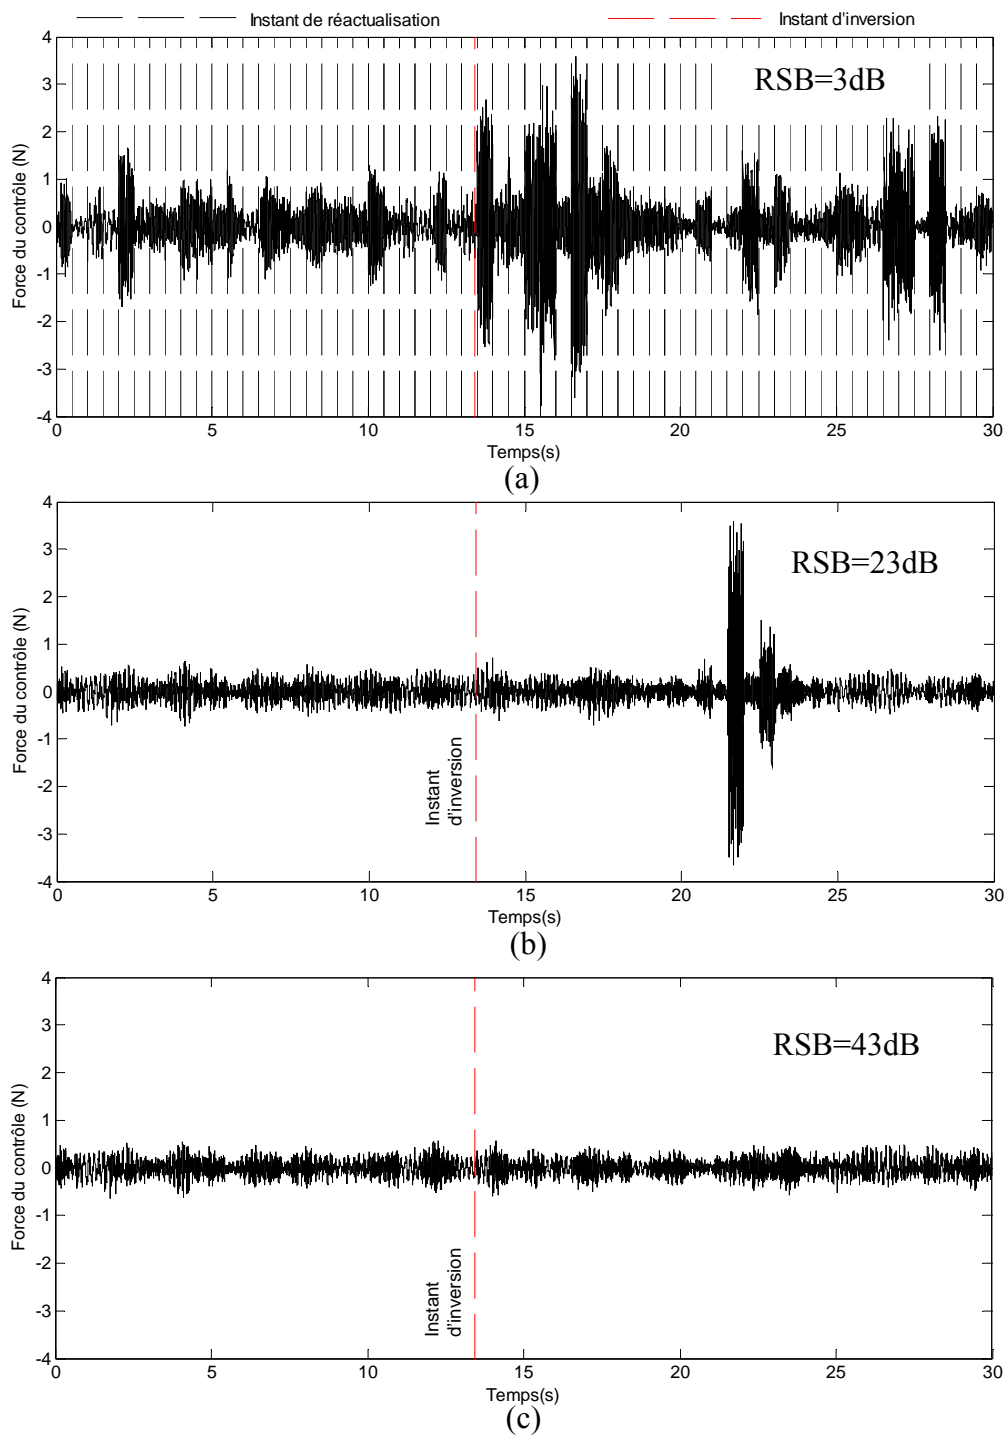 Instant de réactualisation
Instant d'inversion
RSB=3dB
Force du contrôle (N)
4
3
2
1
0
-1
-2
-3
-4
0 5 10 15 20 25 30
Temps(s)
(a)
RSB=23dB
Force du contrôle (N)
4
3
2
1
0
-1
-2
-3
-4
Instant
d'inversion
0 5 10 15 20 25 30
Temps(s)
(b)
RSB=43dB
Force du contrôle (N)
4
3
2
1
0
-1
-2
-3
-4
Instant
d'inversion
0 5 10 15 20 25 30
Temps(s)
(c)